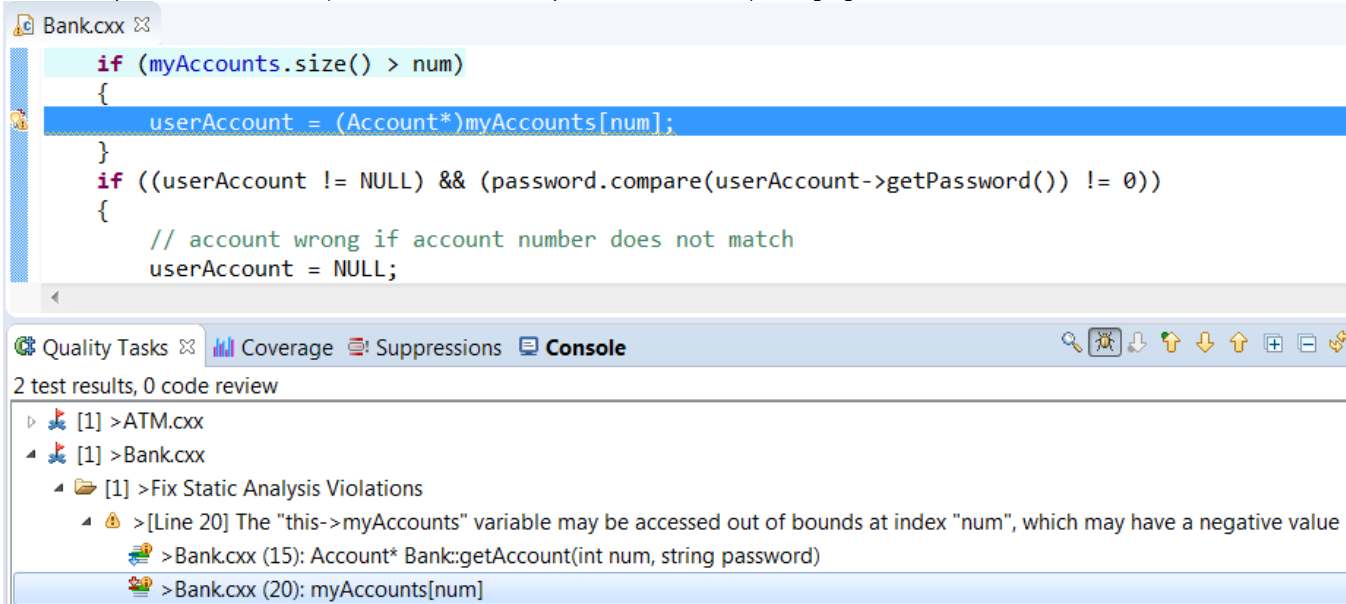 Bank.cxx
if (myAccounts.size() > num)
{
userAccount = (Account*)myAccounts[num];
}
if ((userAccount != NULL) && (password.compare(userAccount->getPassword()) != 0))
{
// account wrong if account number does not match
userAccount = NULL;
Quality Tasks Coverage Suppressions Console
2 test results, 0 code review
[1] >ATM.cxx
[1] >Bank.cxx
[1] >Fix Static Analysis Violations
>[Line 20] The "this->myAccounts" variable may be accessed out of bounds at index "num", which may have a negative value
>Bank.cxx (15): Account* Bank::getAccount(int num, string password)
>Bank.cxx (20): myAccounts[num]